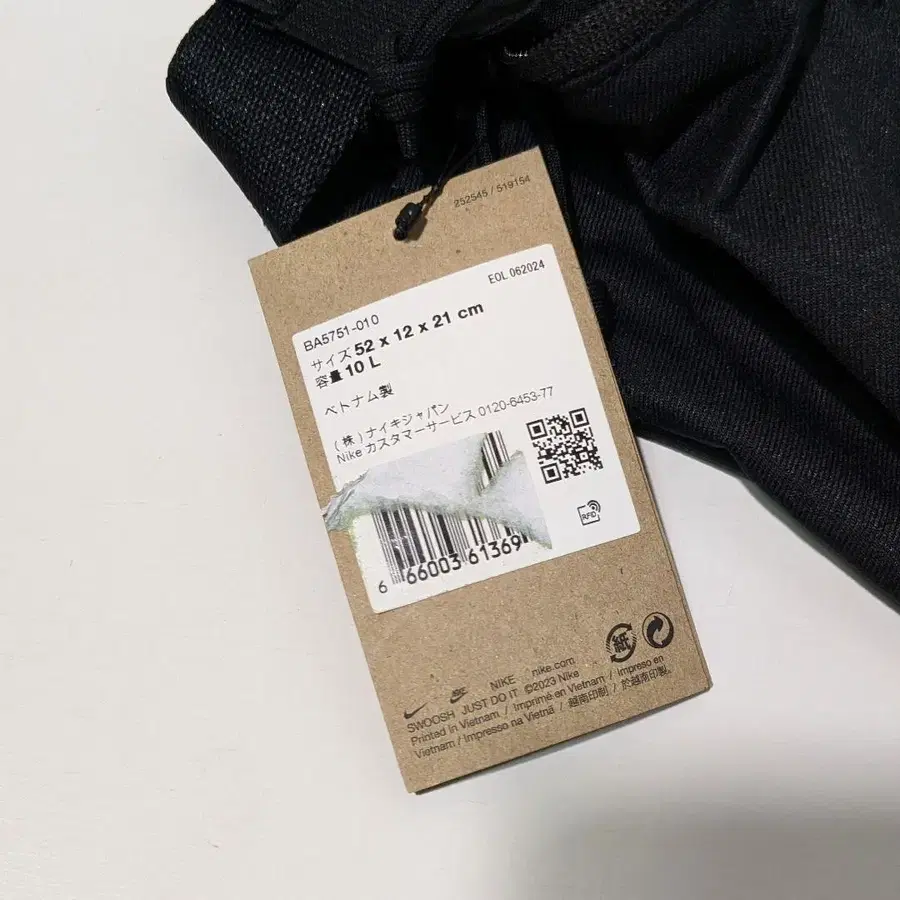 252545 / 519154
EOL 062024
BA5751-010
サイズ 52 x 12 x 21 cm
容量 10 L
ベトナム製
(株)ナイキジャパン
Nike カスタマーサービス 0120-6453-77
RFID
6 66003 61369
紙
NIKE nike.com
SWOOSH JUST DO IT ©2023 Nike
Printed in Vietnam / Imprimé en Vietnam / Impreso en
Vietnam / Impresso na Vietnã / 越南印制 / 於越南印製.